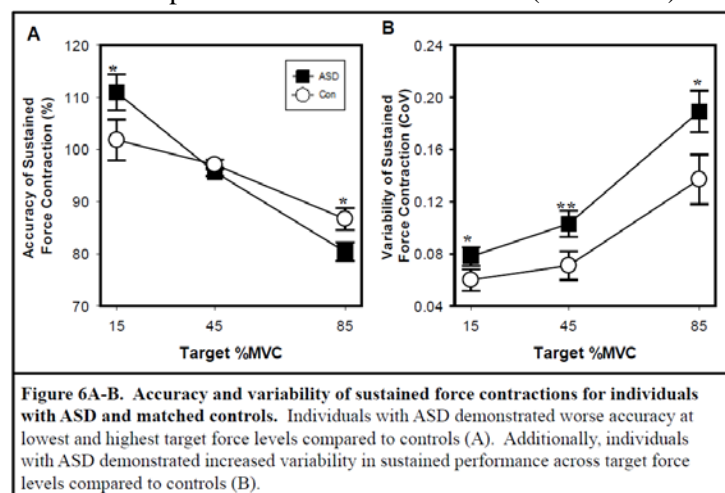 A
B
120
110
100
90
80
70
Accuracy of Sustained
Force Contraction (%)
*
*
ASD
Con
15
45
85
Target %MVC
0.24
0.20
0.16
0.12
0.08
0.04
Variability of Sustained
Force Contraction (CoV)
*
**
*
15
45
85
Target %MVC
Figure 6A-B. Accuracy and variability of sustained force contractions for individuals
with ASD and matched controls. Individuals with ASD demonstrated worse accuracy at
lowest and highest target force levels compared to controls (A). Additionally, individuals
with ASD demonstrated increased variability in sustained performance across target force
levels compared to controls (B).